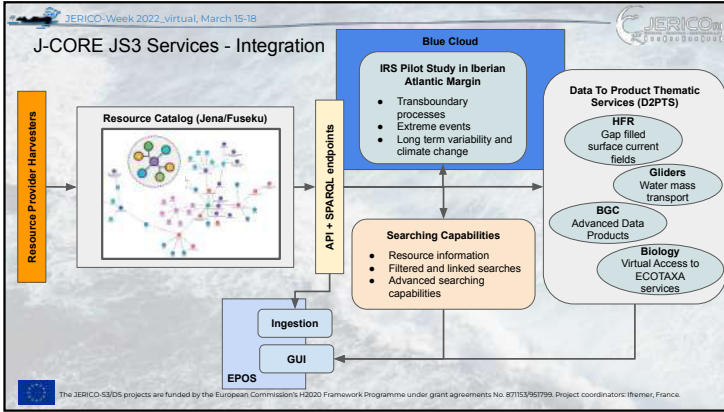 JERICO-Week 2022_virtual, March 15-18
JERICO
J-CORE JS3 Services - Integration
Resource Provider Harvesters
Resource Catalog (Jena/Fuseku)
API + SPARQL endpoints
Blue Cloud
IRS Pilot Study in Iberian
Atlantic Margin
● Transboundary
processes
● Extreme events
● Long term variability and
climate change
Searching Capabilities
● Resource information
● Filtered and linked searches
● Advanced searching
capabilities
Data To Product Thematic
Services (D2PTS)
HFR
Gap filled
surface current
fields
Gliders
Water mass
transport
BGC
Advanced Data
Products
Biology
Virtual Access to
ECOTAXA
services
Ingestion
GUI
EPOS
The JERICO-S3/DS projects are funded by the European Commission's H2020 Framework Programme under grant agreements No. 871153/951799. Project coordinators: Ifremer, France.